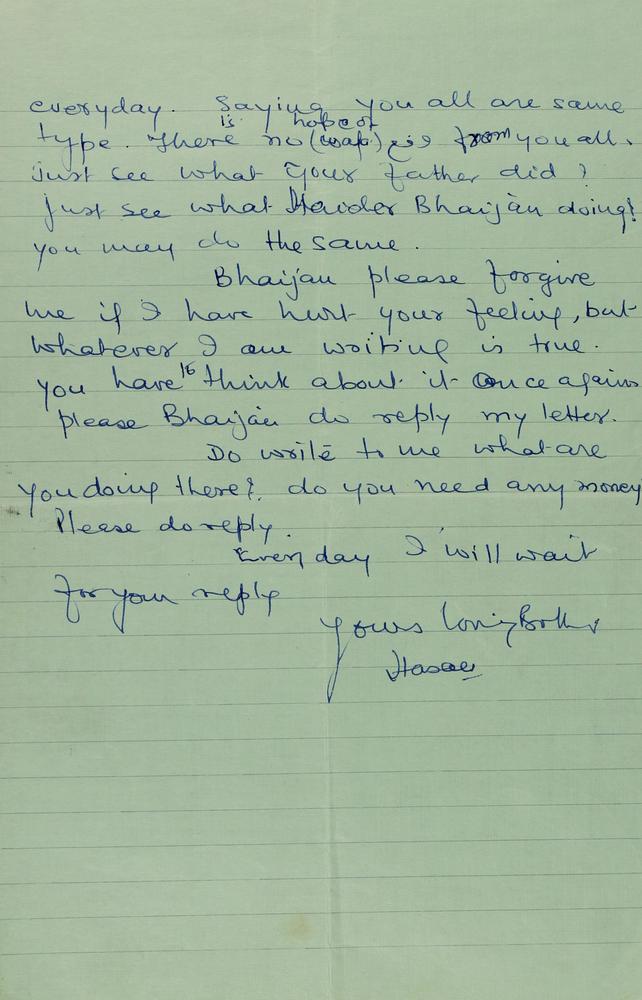 everyday. Saying you all are same
is hope of
type. There no (wafa) from you all.
Just see what your father did?
Just see what Haider Bhaijan doing?
you may do the same.
Bhaijan please forgive
me if I have hurt your feeling, but
whatever I am writing is true.
you have to think about it once again
please Bhaijan do reply my letter.
Do write to me what are
you doing there? do you need any money
Please do reply.
Every day I will wait
for your reply
Yours loving Brother
Hasan